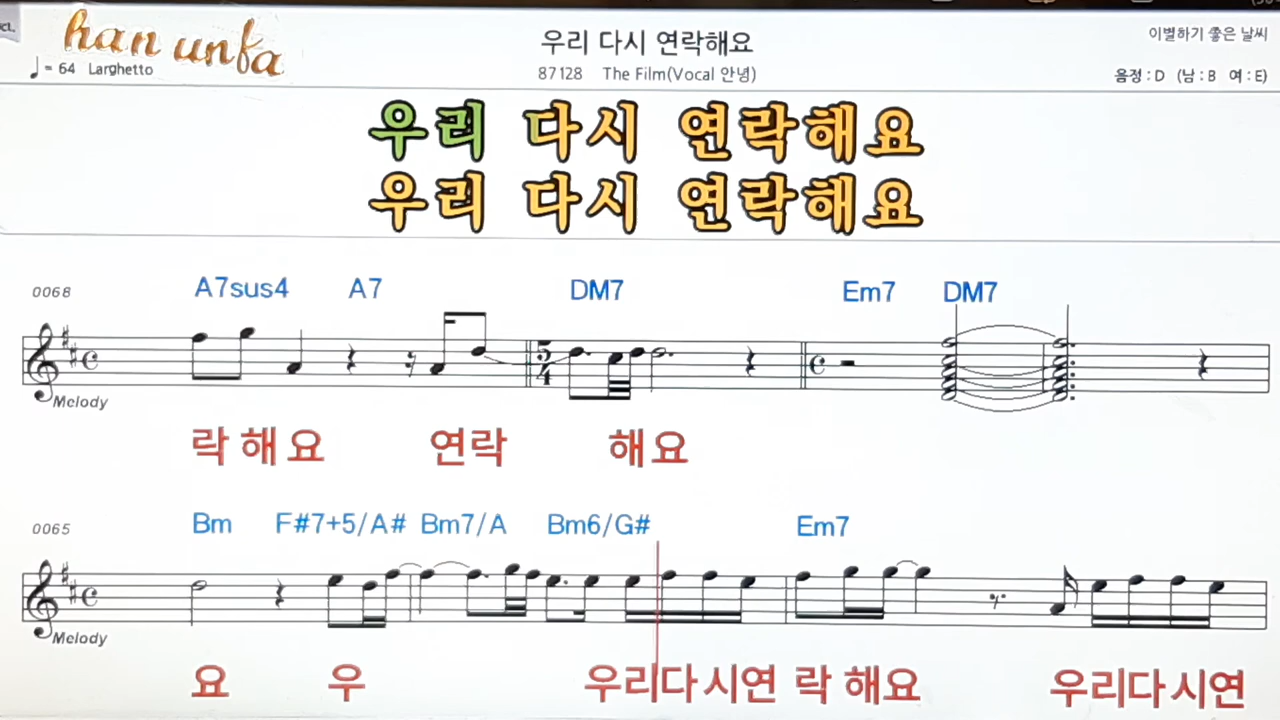 han unfa
우리 다시 연락해요
이별하기 좋은 날씨
♩= 64 Larghetto
87128 The Film(Vocal 안녕)
음정 : D (남 : B 여 : E)
우리 다시 연락해요
우리 다시 연락해요
0068 A7sus4 A7 DM7 Em7 DM7
5
4
Melody
락 해 요 연락 해 요
0065 Bm F#7+5/A# Bm7/A Bm6/G# Em7
Melody
요 우 우리다시연 락 해요 우리다시연